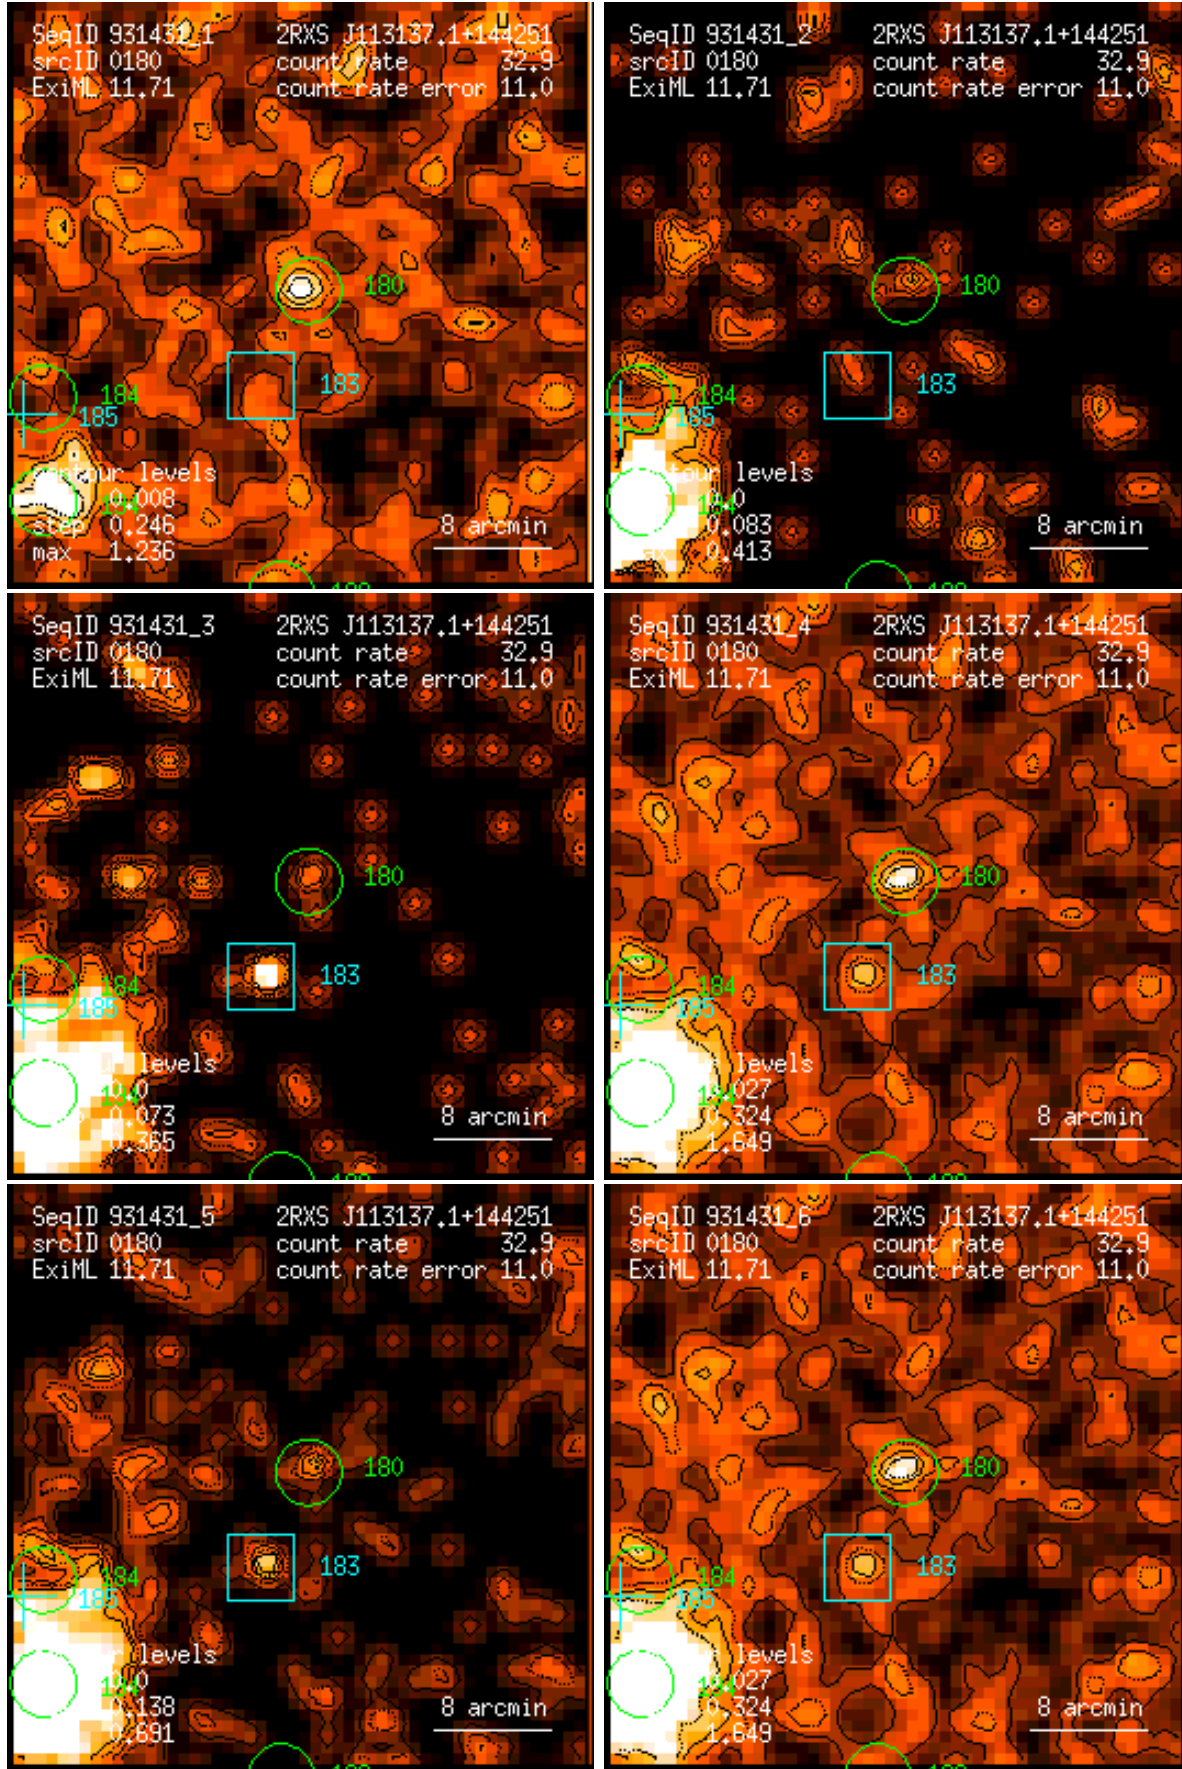 SeqID 931431_1 2RXS J113137.1+144251
srcID 0180 count rate 32.9
ExiML 11.71 count rate error 11.0
180
183
184
185
contour levels
0.008
step 0.246
max 1.236
8 arcmin
SeqID 931431_2 2RXS J113137.1+144251
srcID 0180 count rate 32.9
ExiML 11.71 count rate error 11.0
180
183
184
185
levels
0.083
0.413
8 arcmin
SeqID 931431_3 2RXS J113137.1+144251
srcID 0180 count rate 32.9
ExiML 11.71 count rate error 11.0
180
183
184
185
levels
0.073
0.365
8 arcmin
SeqID 931431_4 2RXS J113137.1+144251
srcID 0180 count rate 32.9
ExiML 11.71 count rate error 11.0
180
183
184
185
levels
0.324
1.649
8 arcmin
SeqID 931431_5 2RXS J113137.1+144251
srcID 0180 count rate 32.9
ExiML 11.71 count rate error 11.0
180
183
184
185
levels
0.138
0.691
8 arcmin
SeqID 931431_6 2RXS J113137.1+144251
srcID 0180 count rate 32.9
ExiML 11.71 count rate error 11.0
180
183
184
185
levels
0.324
1.649
8 arcmin